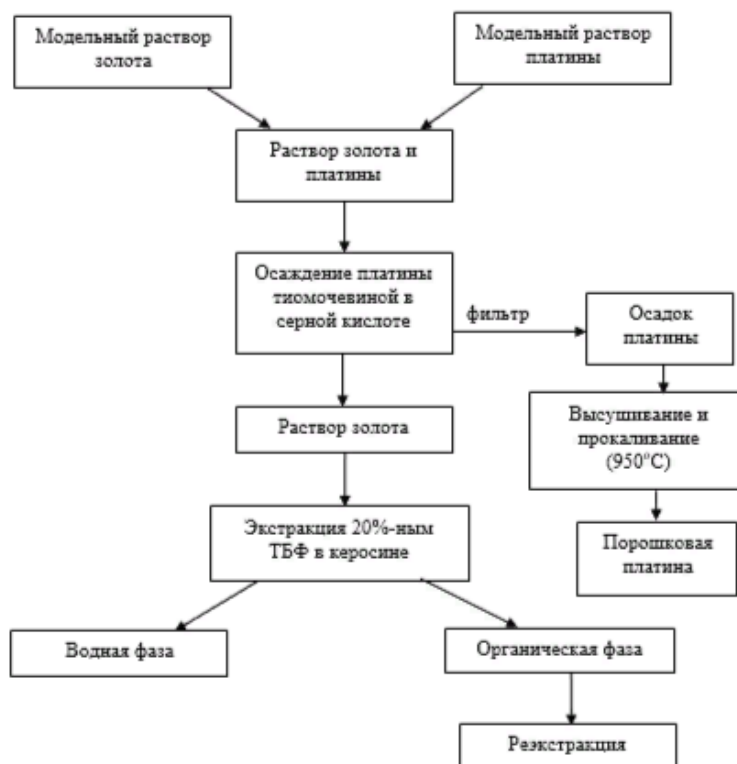 Модельный раствор
золота
Модельный раствор
платины
Раствор золота и
платины
Осаждение платины
тиомочевиной в
серной кислоте
фильтр
Осадок
платины
Раствор золота
Высушивание и
прокаливание
(950°C)
Экстракция 20%-ным
ТБФ в керосине
Порошковая
платина
Водная фаза
Органическая фаза
Реэкстракция